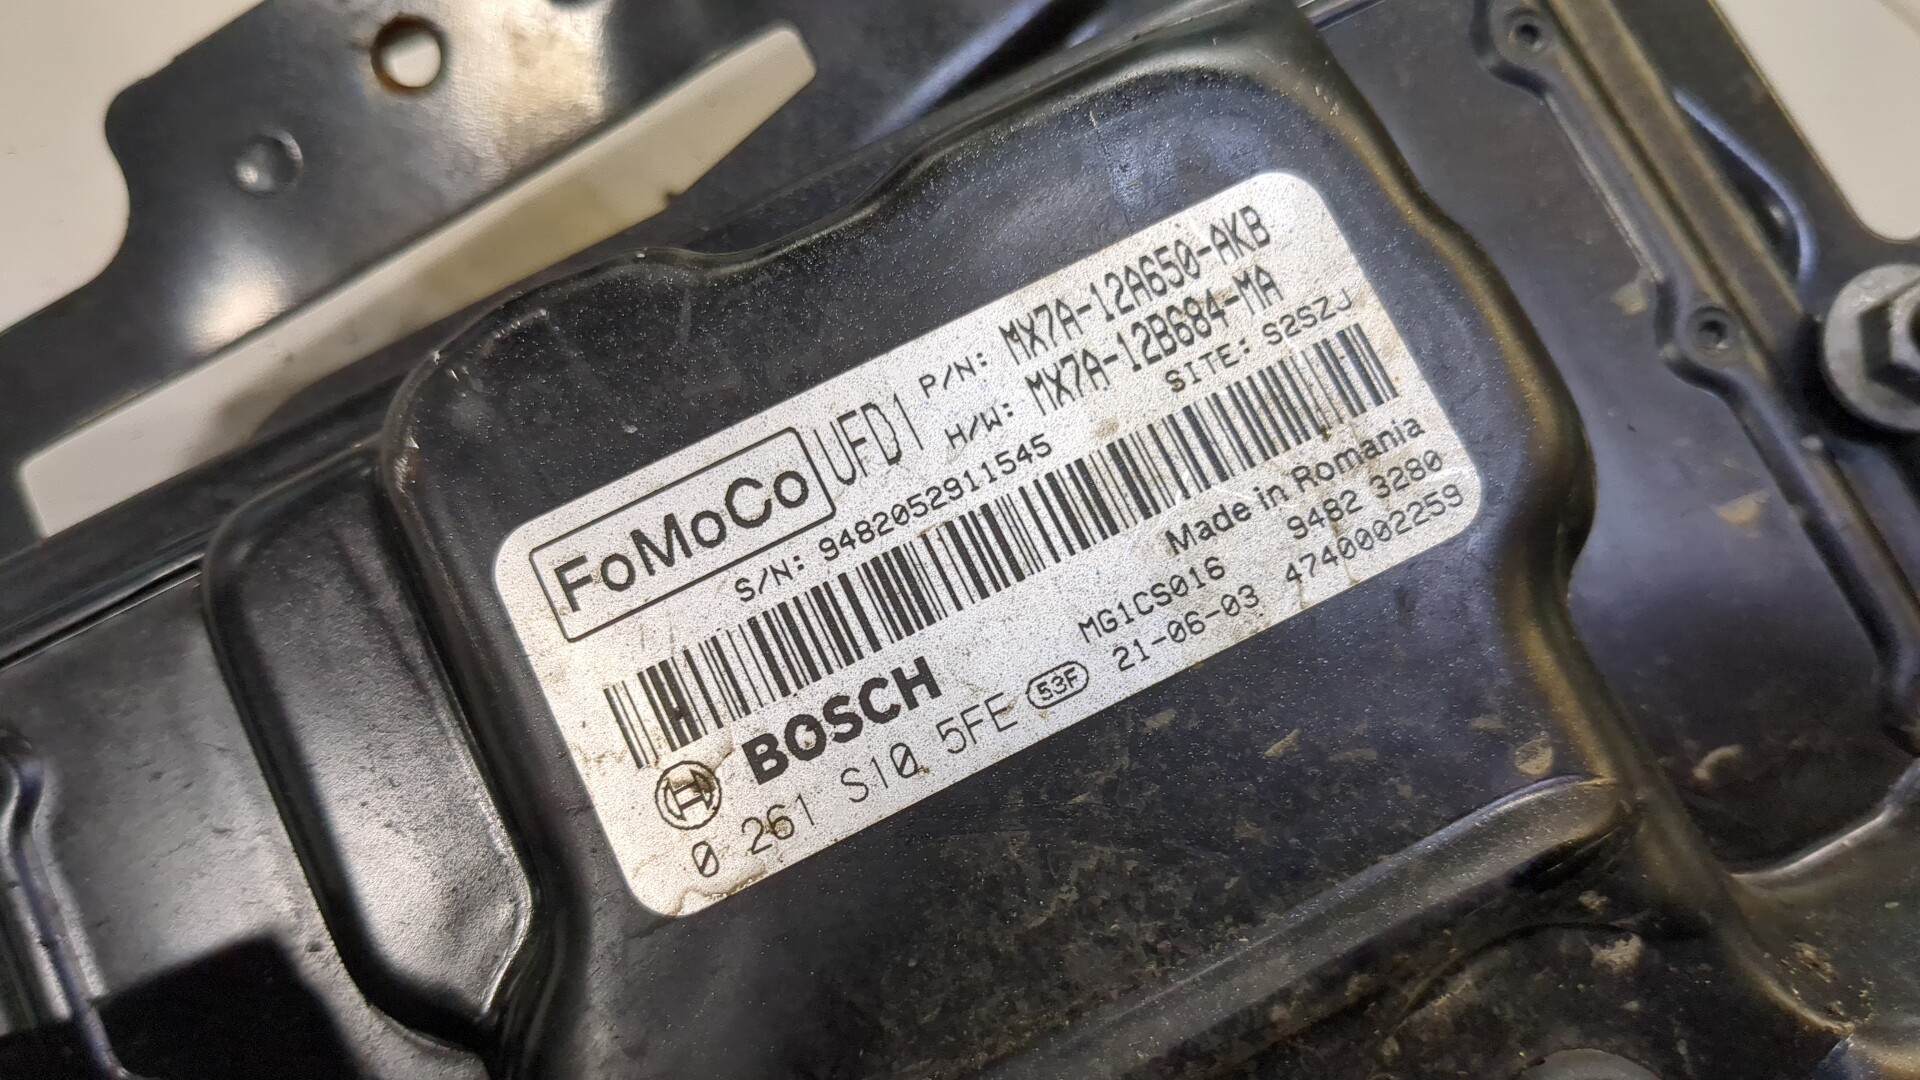 FoMoCo UFD1 P/N: MX7A-12A650-AKB
H/W: MX7A-12B684-MA
S/N: 9482052911545 SITE: S2SZJ
Made in Romania
BOSCH MG1CS016 9482 3280
0 261 S10 5FE 53F 21-06-03 4740002259